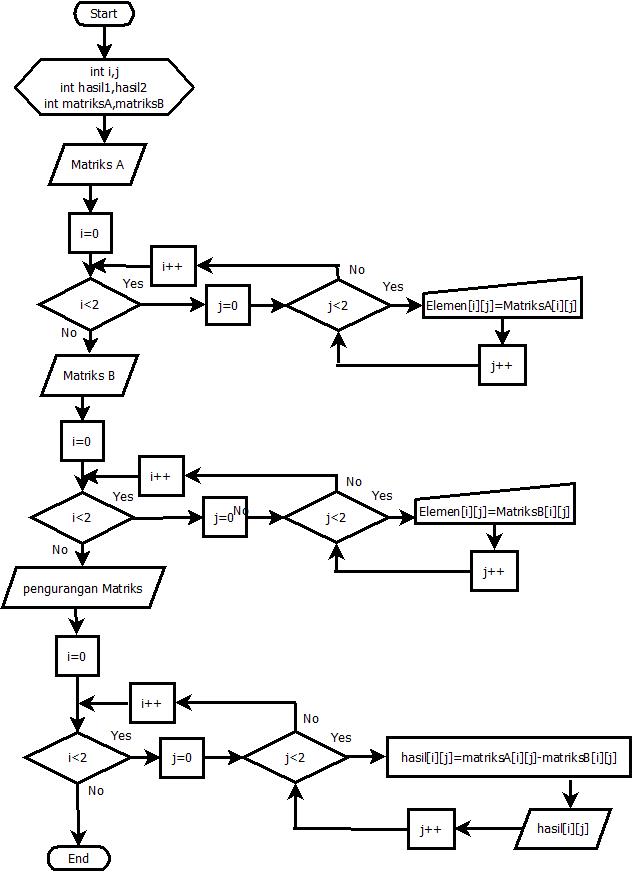 Start
int i,j
int hasil1,hasil2
int matriksA,matriksB
Matriks A
i=0
i++
No
Yes
Yes
i<2
j=0
j<2
Elemen[i][j]=MatriksA[i][j]
No
j++
Matriks B
i=0
i++
No
Yes
Yes
i<2
j=0
No
j<2
Elemen[i][j]=MatriksB[i][j]
No
j++
pengurangan Matriks
i=0
i++
No
Yes
Yes
i<2
j=0
j<2
hasil[i][j]=matriksA[i][j]-matriksB[i][j]
No
j++
hasil[i][j]
End